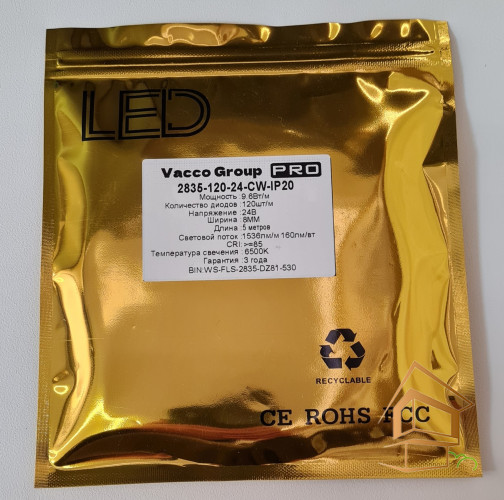 LED
Vacco Group PRO
2835-120-24-CW-IP20
Мощность :9.6Вт/м
Количество диодов :120шт/м
Напряжение :24В
Ширина :8ММ
Длина :5 метров
Световой поток :1536лм/м 160лм/вт
CRI:>=85
Температура свечения :6500K
Гарантия :3 года
BIN:WS-FLS-2835-DZ81-530
RECYCLABLE
CE ROHS FCC